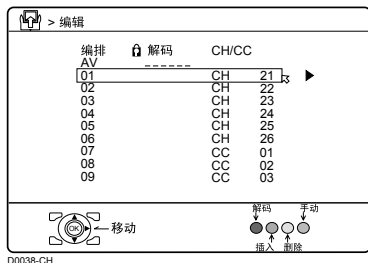 > 编辑
编排 解码 CH/CC
AV ------
01 CH 21
02 CH 22
03 CH 23
04 CH 24
05 CH 25
06 CH 26
07 CC 01
08 CC 02
09 CC 03
解码 手动
OK 移动
插入 删除
D0038-CH